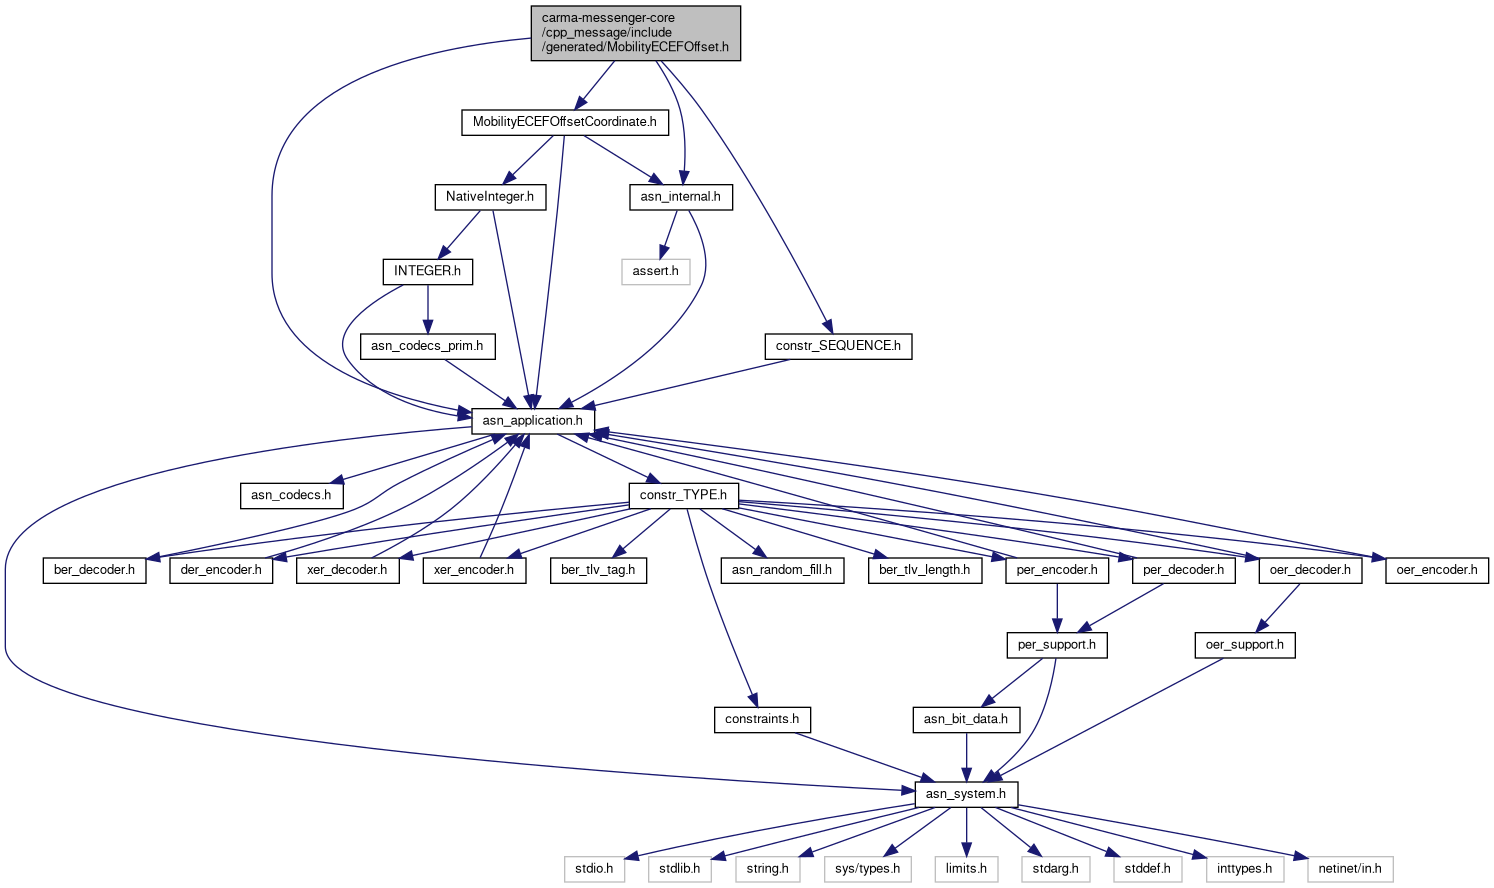 carma-messenger-core
/cpp_message/include
/generated/MobilityECEFOffset.h
MobilityECEFOffsetCoordinate.h
NativeInteger.h
asn_internal.h
INTEGER.h
assert.h
asn_codecs_prim.h
constr_SEQUENCE.h
asn_application.h
asn_codecs.h
constr_TYPE.h
ber_decoder.h
der_encoder.h
xer_decoder.h
xer_encoder.h
ber_tlv_tag.h
asn_random_fill.h
ber_tlv_length.h
per_encoder.h
per_decoder.h
oer_decoder.h
oer_encoder.h
per_support.h
oer_support.h
constraints.h
asn_bit_data.h
asn_system.h
stdio.h
stdlib.h
string.h
sys/types.h
limits.h
stdarg.h
stddef.h
inttypes.h
netinet/in.h